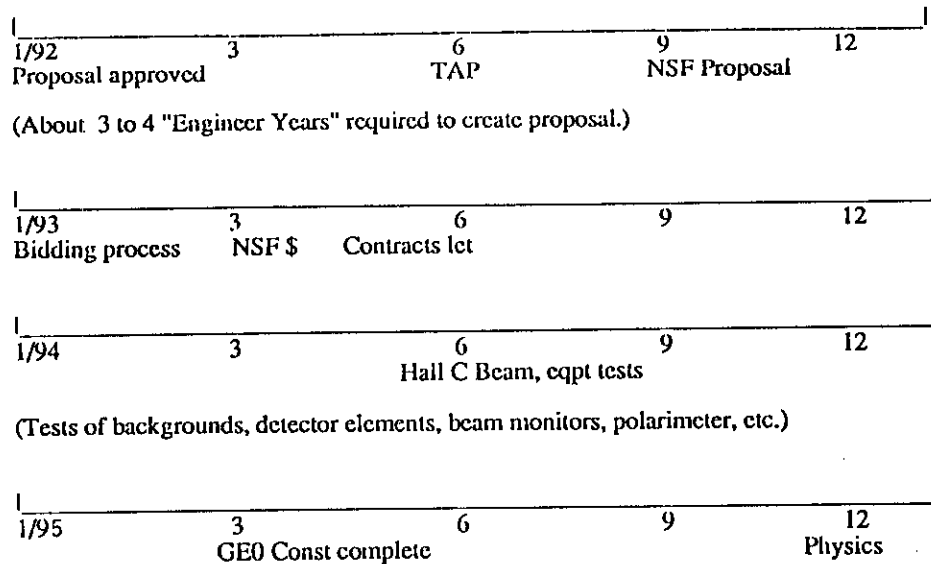 1/92 3 6 9 12
Proposal approved TAP NSF Proposal
(About 3 to 4 "Engineer Years" required to create proposal.)
1/93 3 6 9 12
Bidding process NSF $ Contracts let
1/94 3 6 9 12
Hall C Beam, eqpt tests
(Tests of backgrounds, detector elements, beam monitors, polarimeter, etc.)
1/95 3 6 9 12
GE0 Const complete Physics